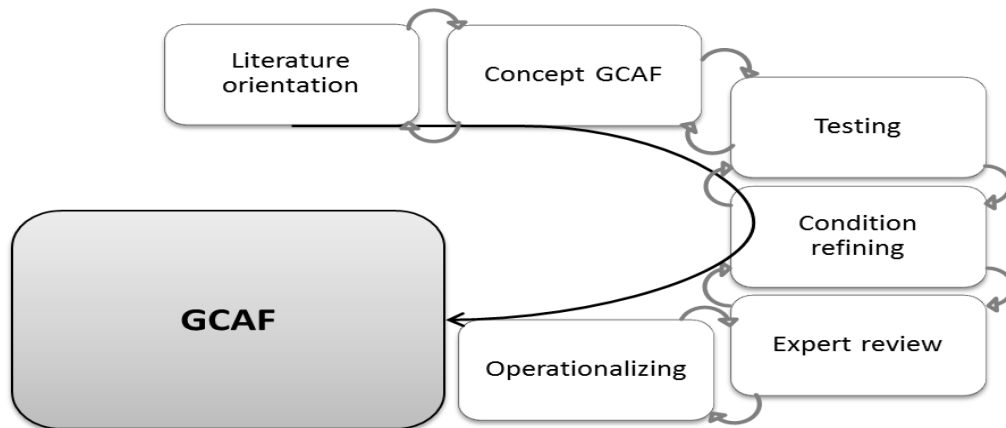 Literature
orientation
Concept GCAF
Testing
Condition
refining
Expert review
Operationalizing
GCAF